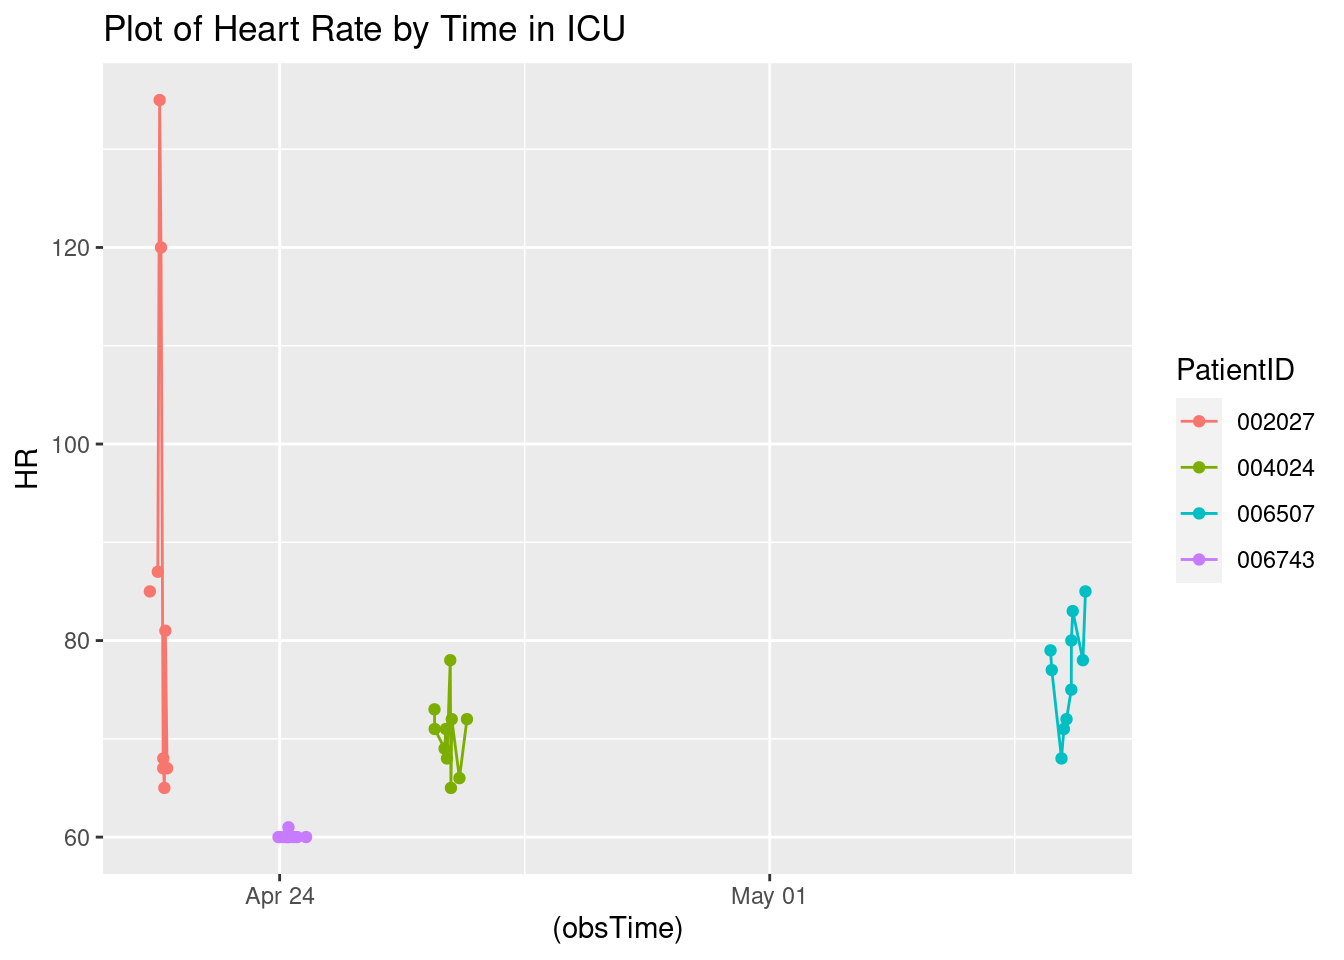 Plot of Heart Rate by Time in ICU
HR
120
100
80
60
Apr 24
May 01
(obsTime)
PatientID
002027
004024
006507
006743